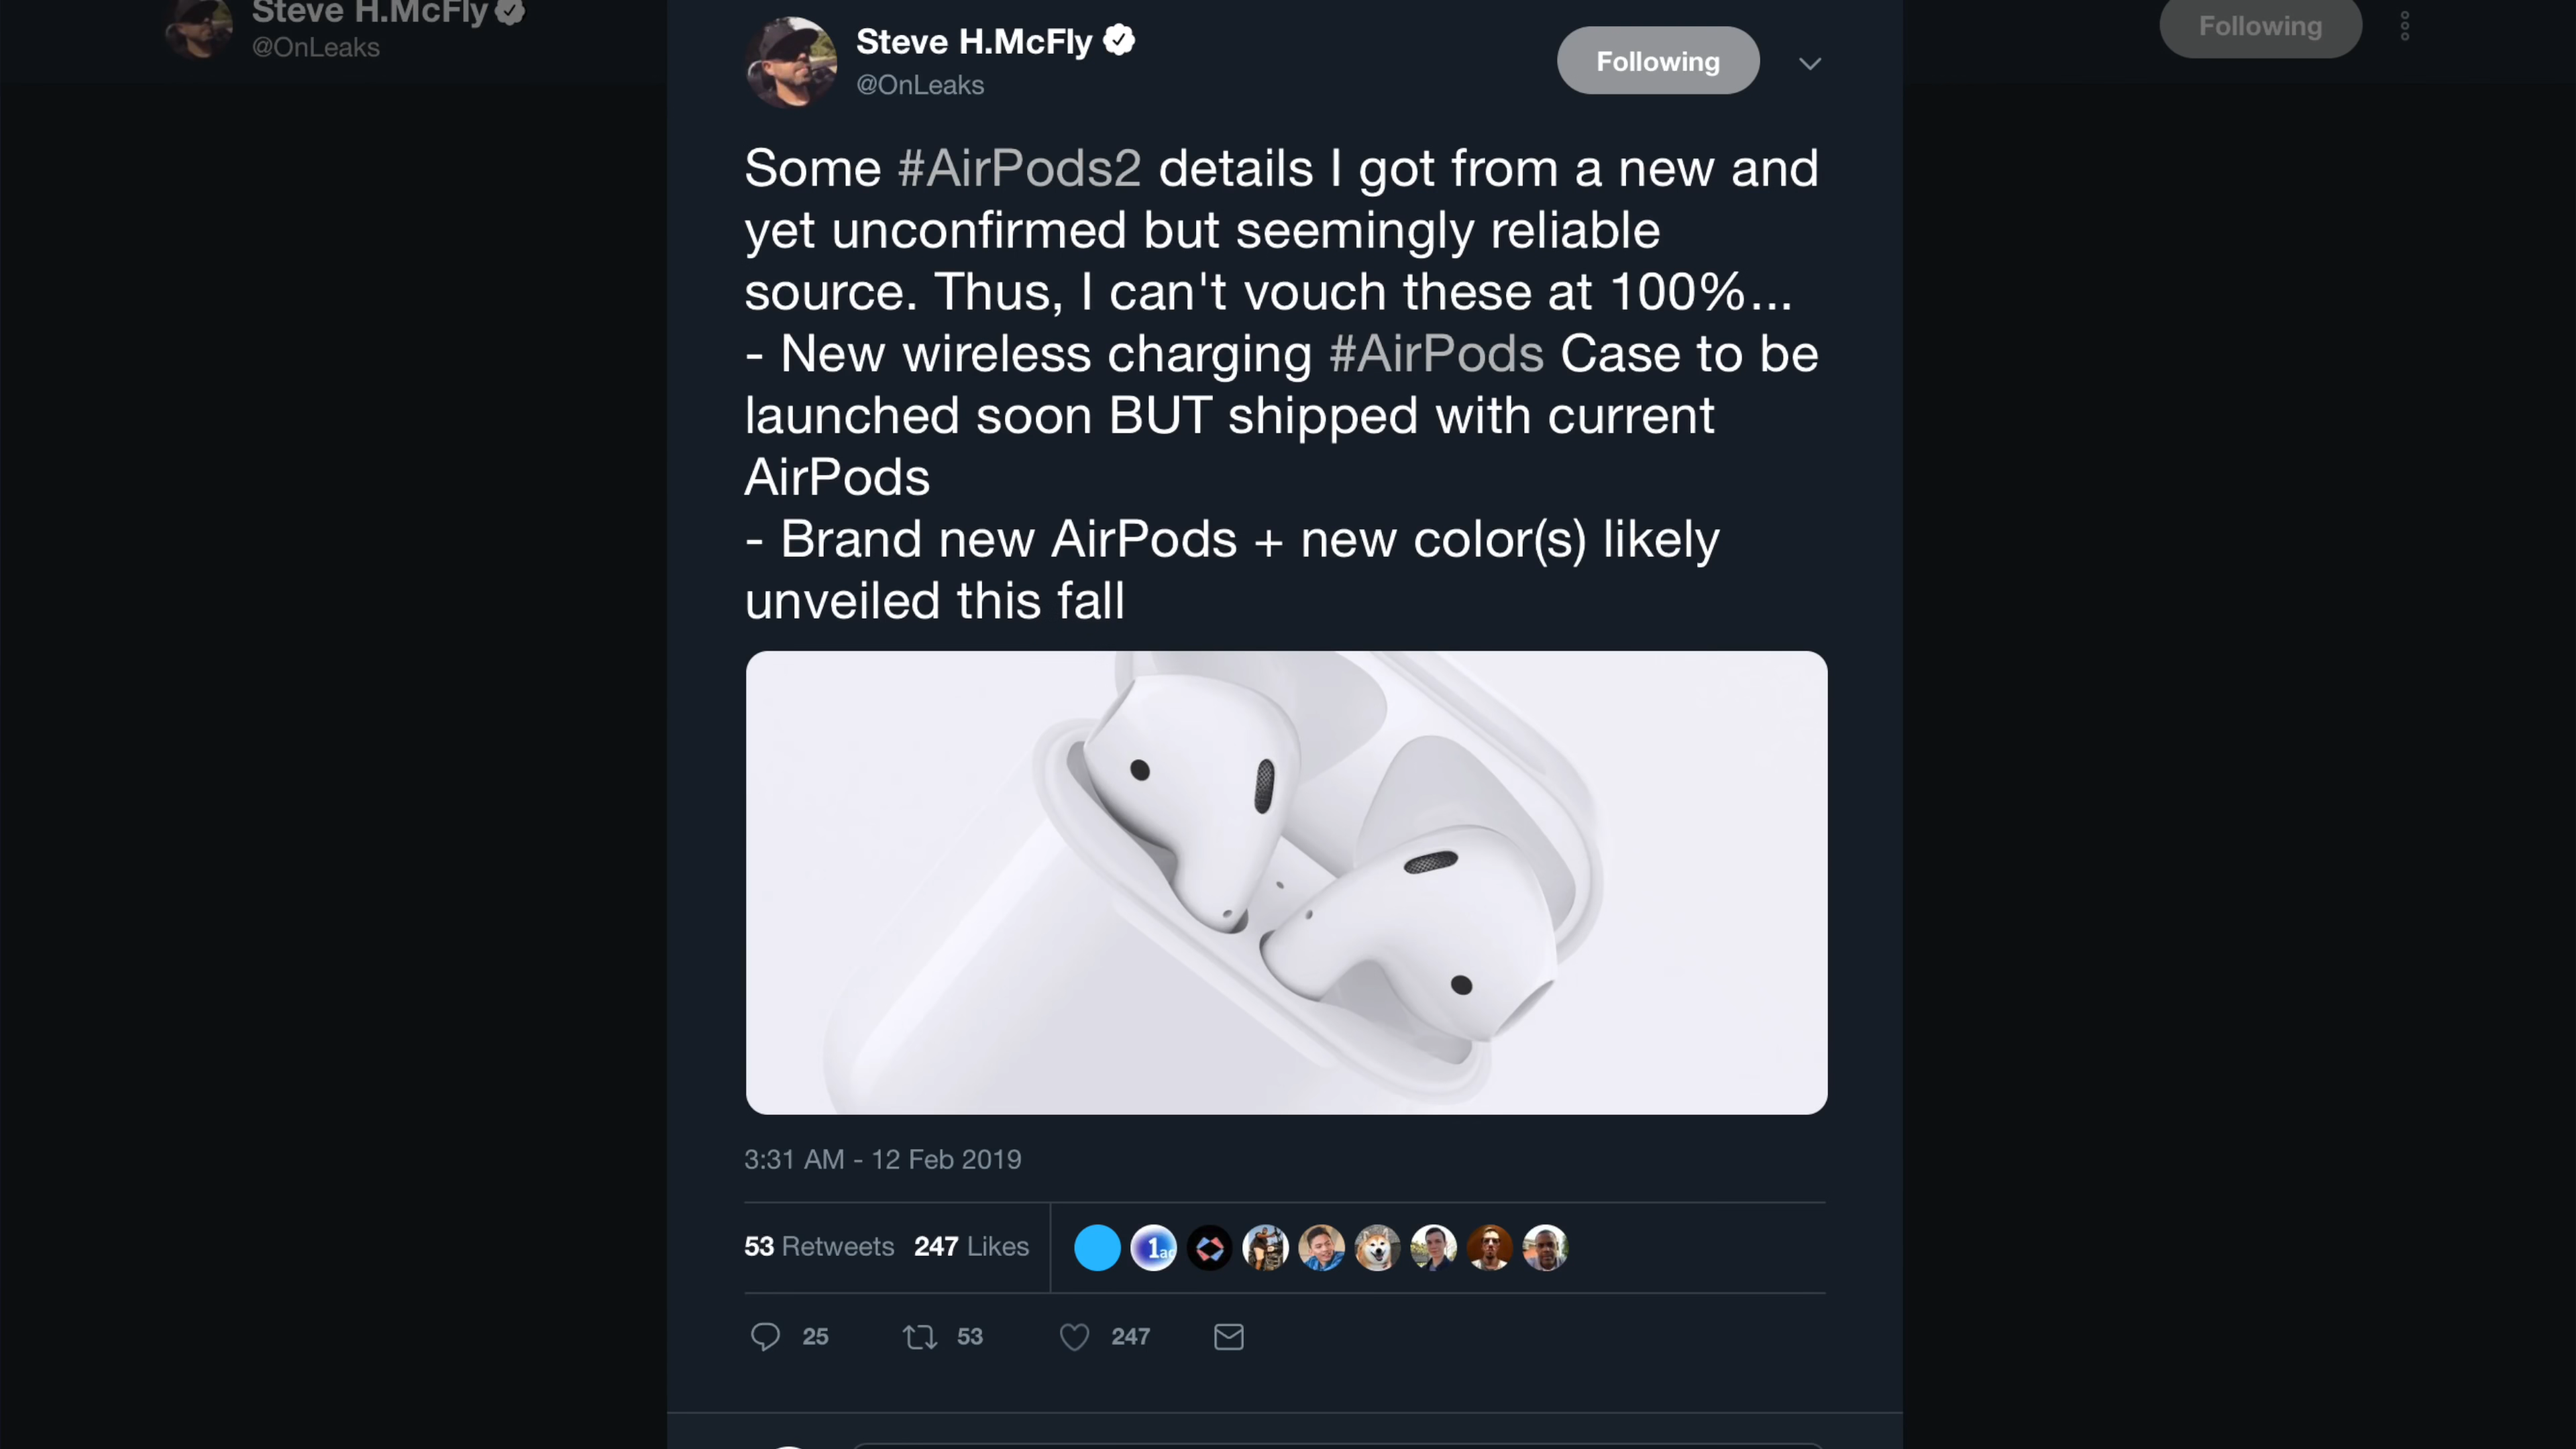 Steve H.McFly
@OnLeaks
Following
Steve H.McFly
@OnLeaks
Following
Some #AirPods2 details I got from a new and
yet unconfirmed but seemingly reliable
source. Thus, I can't vouch these at 100%...
- New wireless charging #AirPods Case to be
launched soon BUT shipped with current
AirPods
- Brand new AirPods + new color(s) likely
unveiled this fall
3:31 AM - 12 Feb 2019
53 Retweets 247 Likes
1ac
25 53 247